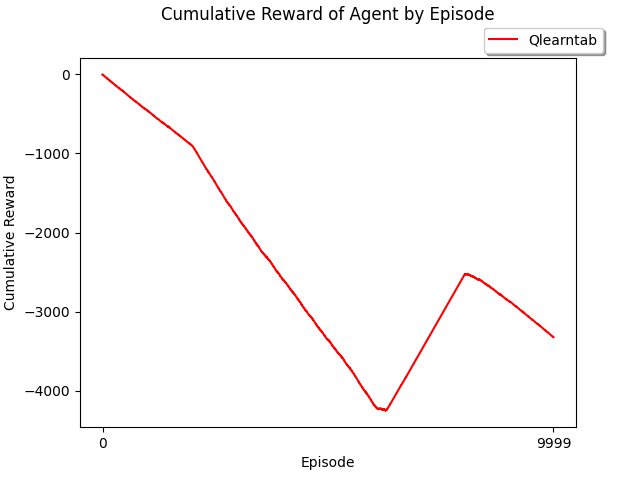 Cumulative Reward of Agent by Episode
Qlearntab
0
−1000
−2000
−3000
−4000
Cumulative Reward
0
9999
Episode